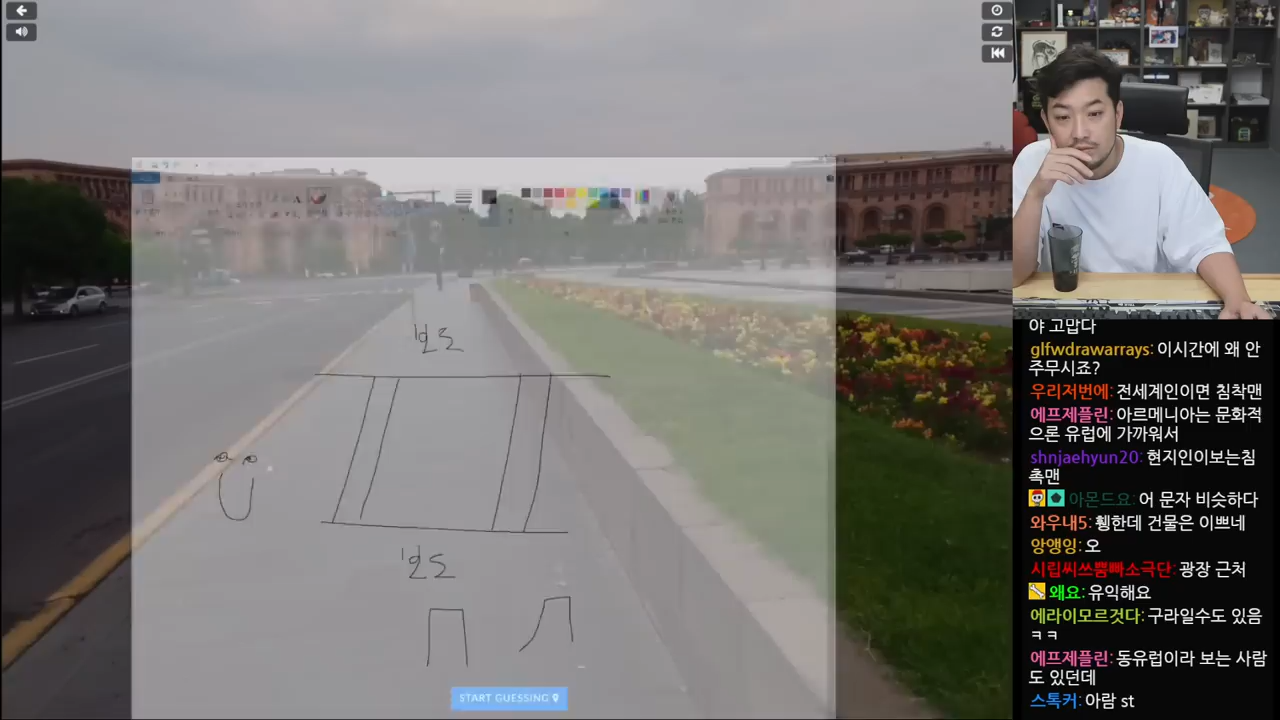 인도
인도
START GUESSING
야 고맙다
glfwdrawarrays: 이시간에 왜 안
주무시죠?
우리저번에: 전세계인이면 침착맨
에프제플린: 아르메니아는 문화적
으론 유럽에 가까워서
shnjaehyun20: 현지인이보는침
촉맨
아몬드요: 어 문자 비슷하다
와우내5: 휑한데 건물은 이쁘네
앙앵잉: 오
시립씨쓰뿜빠소극단: 광장 근처
왜요: 유익해요
에라이모르것다: 구라일수도 있음
ㅋㅋ
에프제플린: 동유럽이라 보는 사람
도 있던데
스톡커: 아람 st